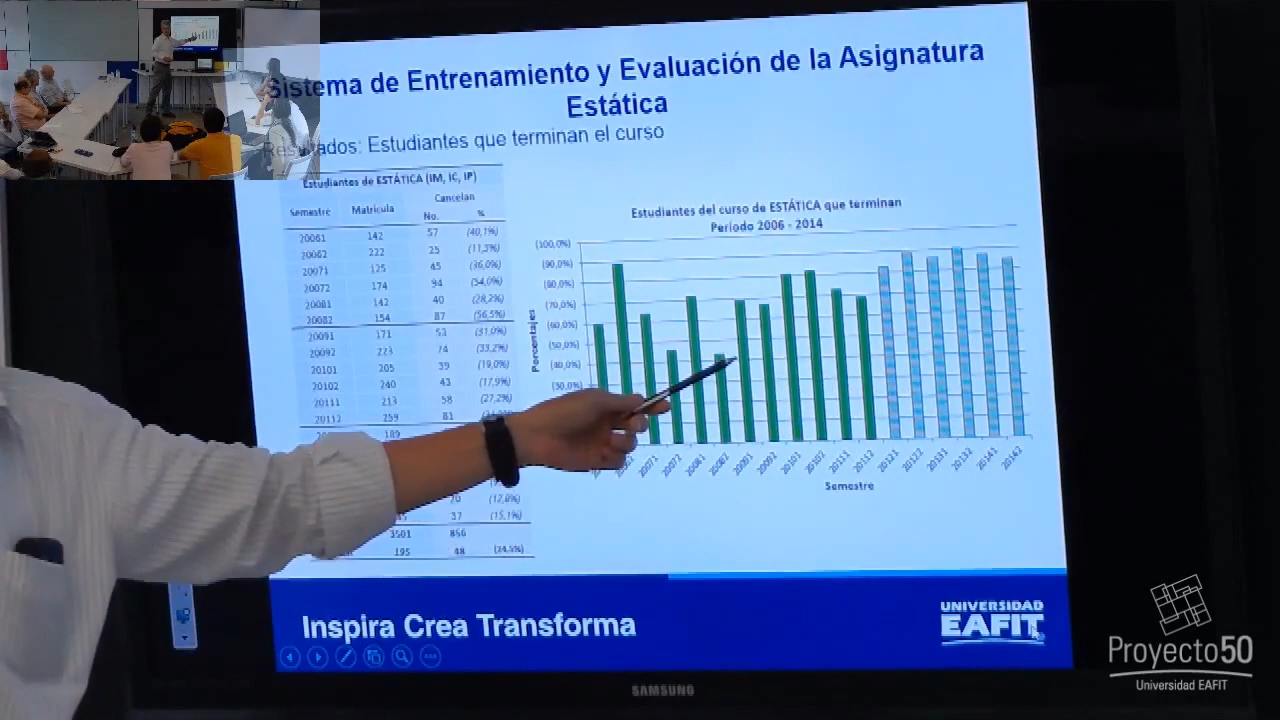 Sistema de Entrenamiento y Evaluación de la Asignatura
Estática
Resultados: Estudiantes que terminan el curso
Estudiantes de ESTÁTICA (IM, IC, IP)
Semestre Matricula Cancelan
No. %
20061 142 57 (40,1%)
20062 222 25 (11,3%)
20071 125 45 (36,0%)
20072 174 94 (54,0%)
20081 142 40 (28,2%)
20082 154 87 (56,5%)
20091 171 53 (31,0%)
20092 223 74 (33,2%)
20101 205 39 (19,0%)
20102 240 43 (17,9%)
20111 213 58 (27,2%)
20112 259 81
189
70 (12,8%)
37 (15,1%)
3501 856
195 48 (24,5%)
Estudiantes del curso de ESTÁTICA que terminan
Periodo 2006 - 2014
Porcentajes
(100,0%)
(90,0%)
(80,0%)
(70,0%)
(60,0%)
(50,0%)
(40,0%)
(30,0%)
20062 20071 20072 20081 20082 20091 20092 20101 20102 20111 20112 20121 20122 20131 20132 20141 20142
Semestre
Inspira Crea Transforma
UNIVERSIDAD
EAFIT
SAMSUNG
Proyecto50
Universidad EAFIT